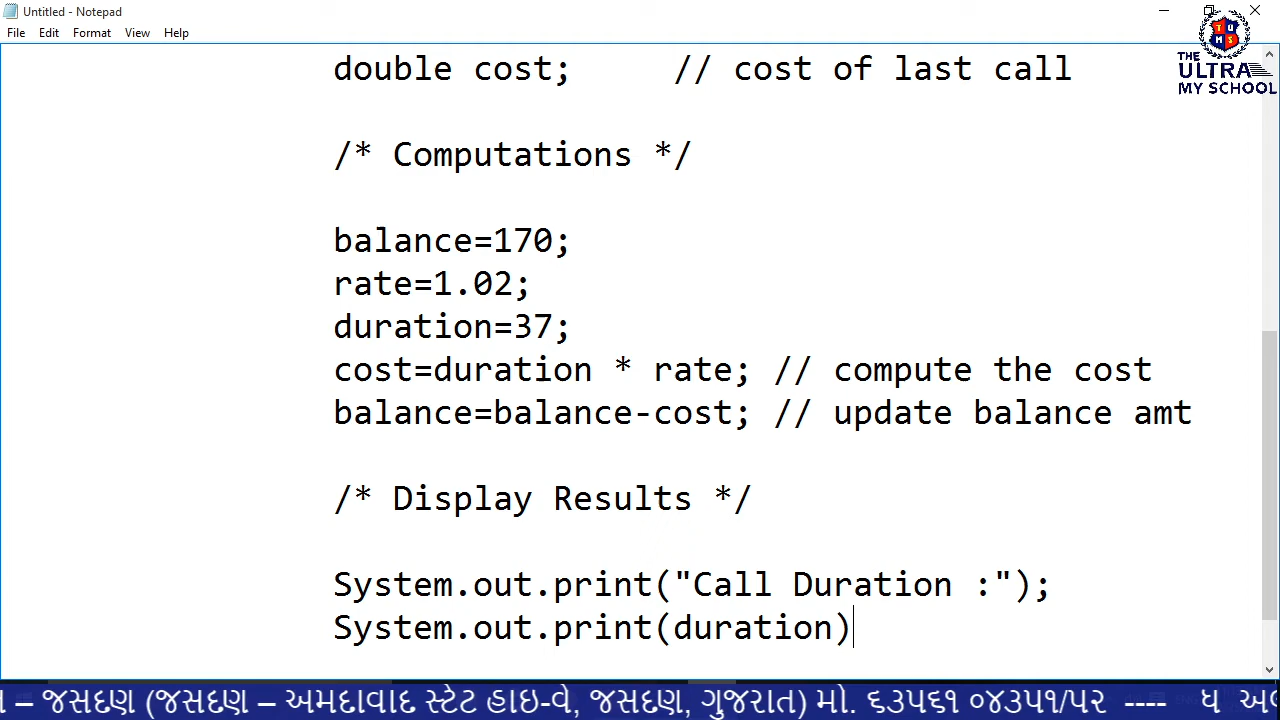 Untitled - Notepad
File Edit Format View Help
THE
ULTRA
MY SCHOOL
double cost; // cost of last call
/* Computations */
balance=170;
rate=1.02;
duration=37;
cost=duration * rate; // compute the cost
balance=balance-cost; // update balance amt
/* Display Results */
System.out.print("Call Duration :");
System.out.print(duration)
– જસદણ (જસદણ – અમદાવાદ સ્ટેટ હાઇ-વે, જસદણ, ગુજરાત) મો. ૬૩૫૬૧ ૦૪૩૫૧/૫૨ ---- ધ